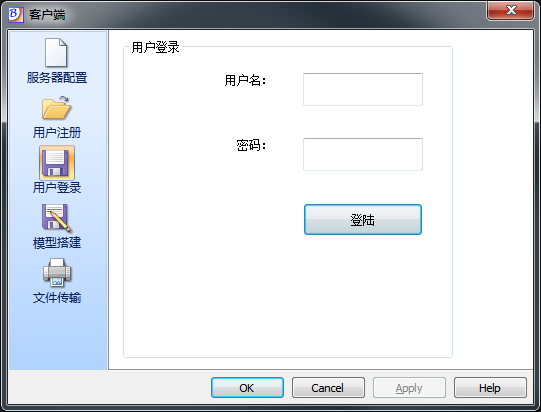 客户端
服务器配置
用户注册
用户登录
模型搭建
文件传输
用户登录
用户名：
密码：
登陆
OK
Cancel
Apply
Help